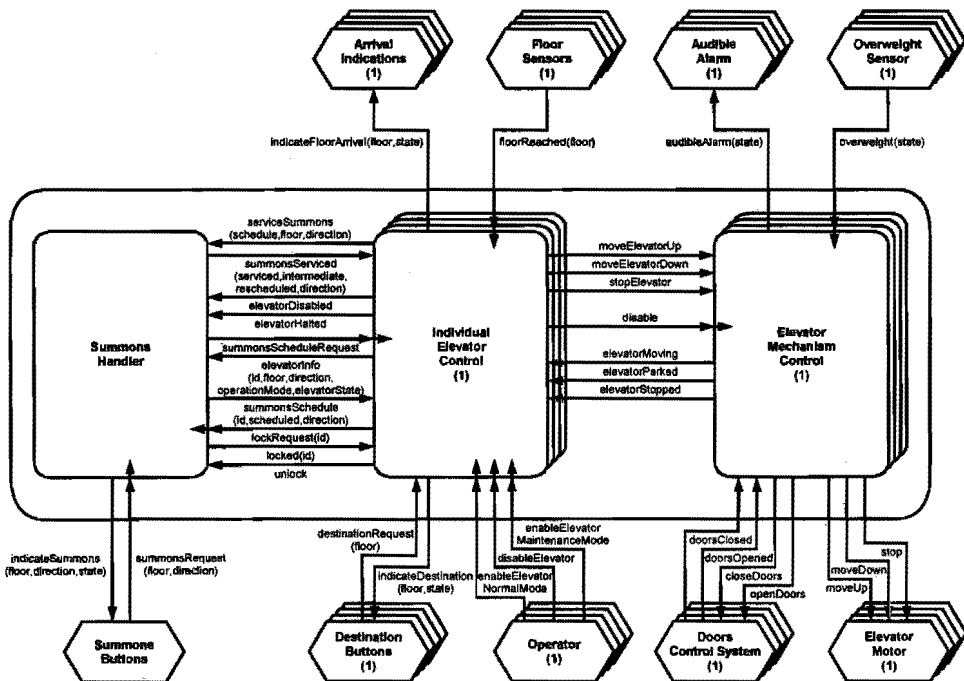 Arrival
Indications
(1)
Floor
Sensors
(1)
Audible
Alarm
(1)
Overweight
Sensor
(1)
indicateFloorArrival(floor,state)
floorReached(floor)
audibleAlarm(state)
overweight(state)
serviceSummons
(schedule,floor,direction)
summonsServiced
(serviced,intermediate,
rescheduled,direction)
elevatorDisabled
elevatorHalted
summonsScheduleRequest
elevatorInfo
(id,floor,direction,
operationMode,elevatorState)
summonsSchedule
(id,scheduled,direction)
lockRequest(id)
locked(id)
unlock
Summons
Handler
Individual
Elevator
Control
(1)
moveElevatorUp
moveElevatorDown
stopElevator
disable
elevatorMoving
elevatorParked
elevatorStopped
Elevator
Mechanism
Control
(1)
indicateSummons
(floor,direction,state)
summonsRequest
(floor,direction)
destinationRequest
(floor)
indicateDestination
(floor,state)
enableElevator
MaintenanceMode
disableElevator
enableElevator
NormalMode
doorsClosed
doorsOpened
closeDoors
openDoors
stop
moveDown
moveUp
Summone
Buttons
Destination
Buttons
(1)
Operator
(1)
Doors
Control System
(1)
Elevator
Motor
(1)